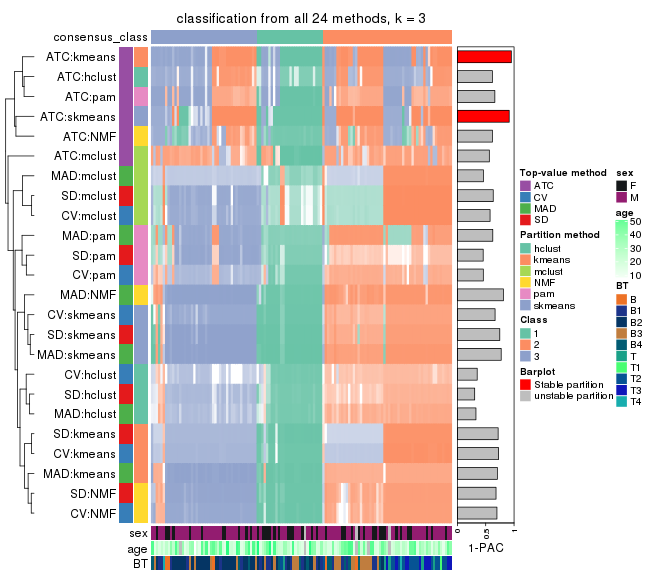 classification from all 24 methods, k = 3
consensus_class
ATC:kmeans
ATC:hclust
ATC:pam
ATC:skmeans
ATC:NMF
ATC:mclust
MAD:mclust
SD:mclust
CV:mclust
MAD:pam
SD:pam
CV:pam
MAD:NMF
CV:skmeans
SD:skmeans
MAD:skmeans
CV:hclust
SD:hclust
MAD:hclust
SD:kmeans
CV:kmeans
MAD:kmeans
SD:NMF
CV:NMF
sex
age
BT
0
0.5
1
1-PAC
Top-value method
ATC
CV
MAD
SD
Partition method
hclust
kmeans
mclust
NMF
pam
skmeans
Class
1
2
3
Barplot
Stable partition
unstable partition
sex
F
M
age
50
40
30
20
10
BT
B
B1
B2
B3
B4
T
T1
T2
T3
T4